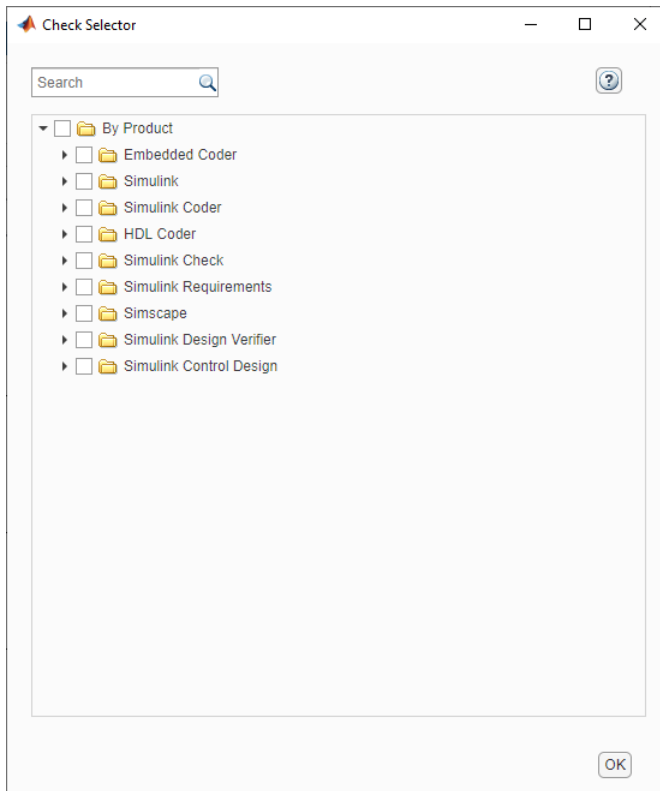 Check Selector
Search
?
By Product
Embedded Coder
Simulink
Simulink Coder
HDL Coder
Simulink Check
Simulink Requirements
Simscape
Simulink Design Verifier
Simulink Control Design
OK